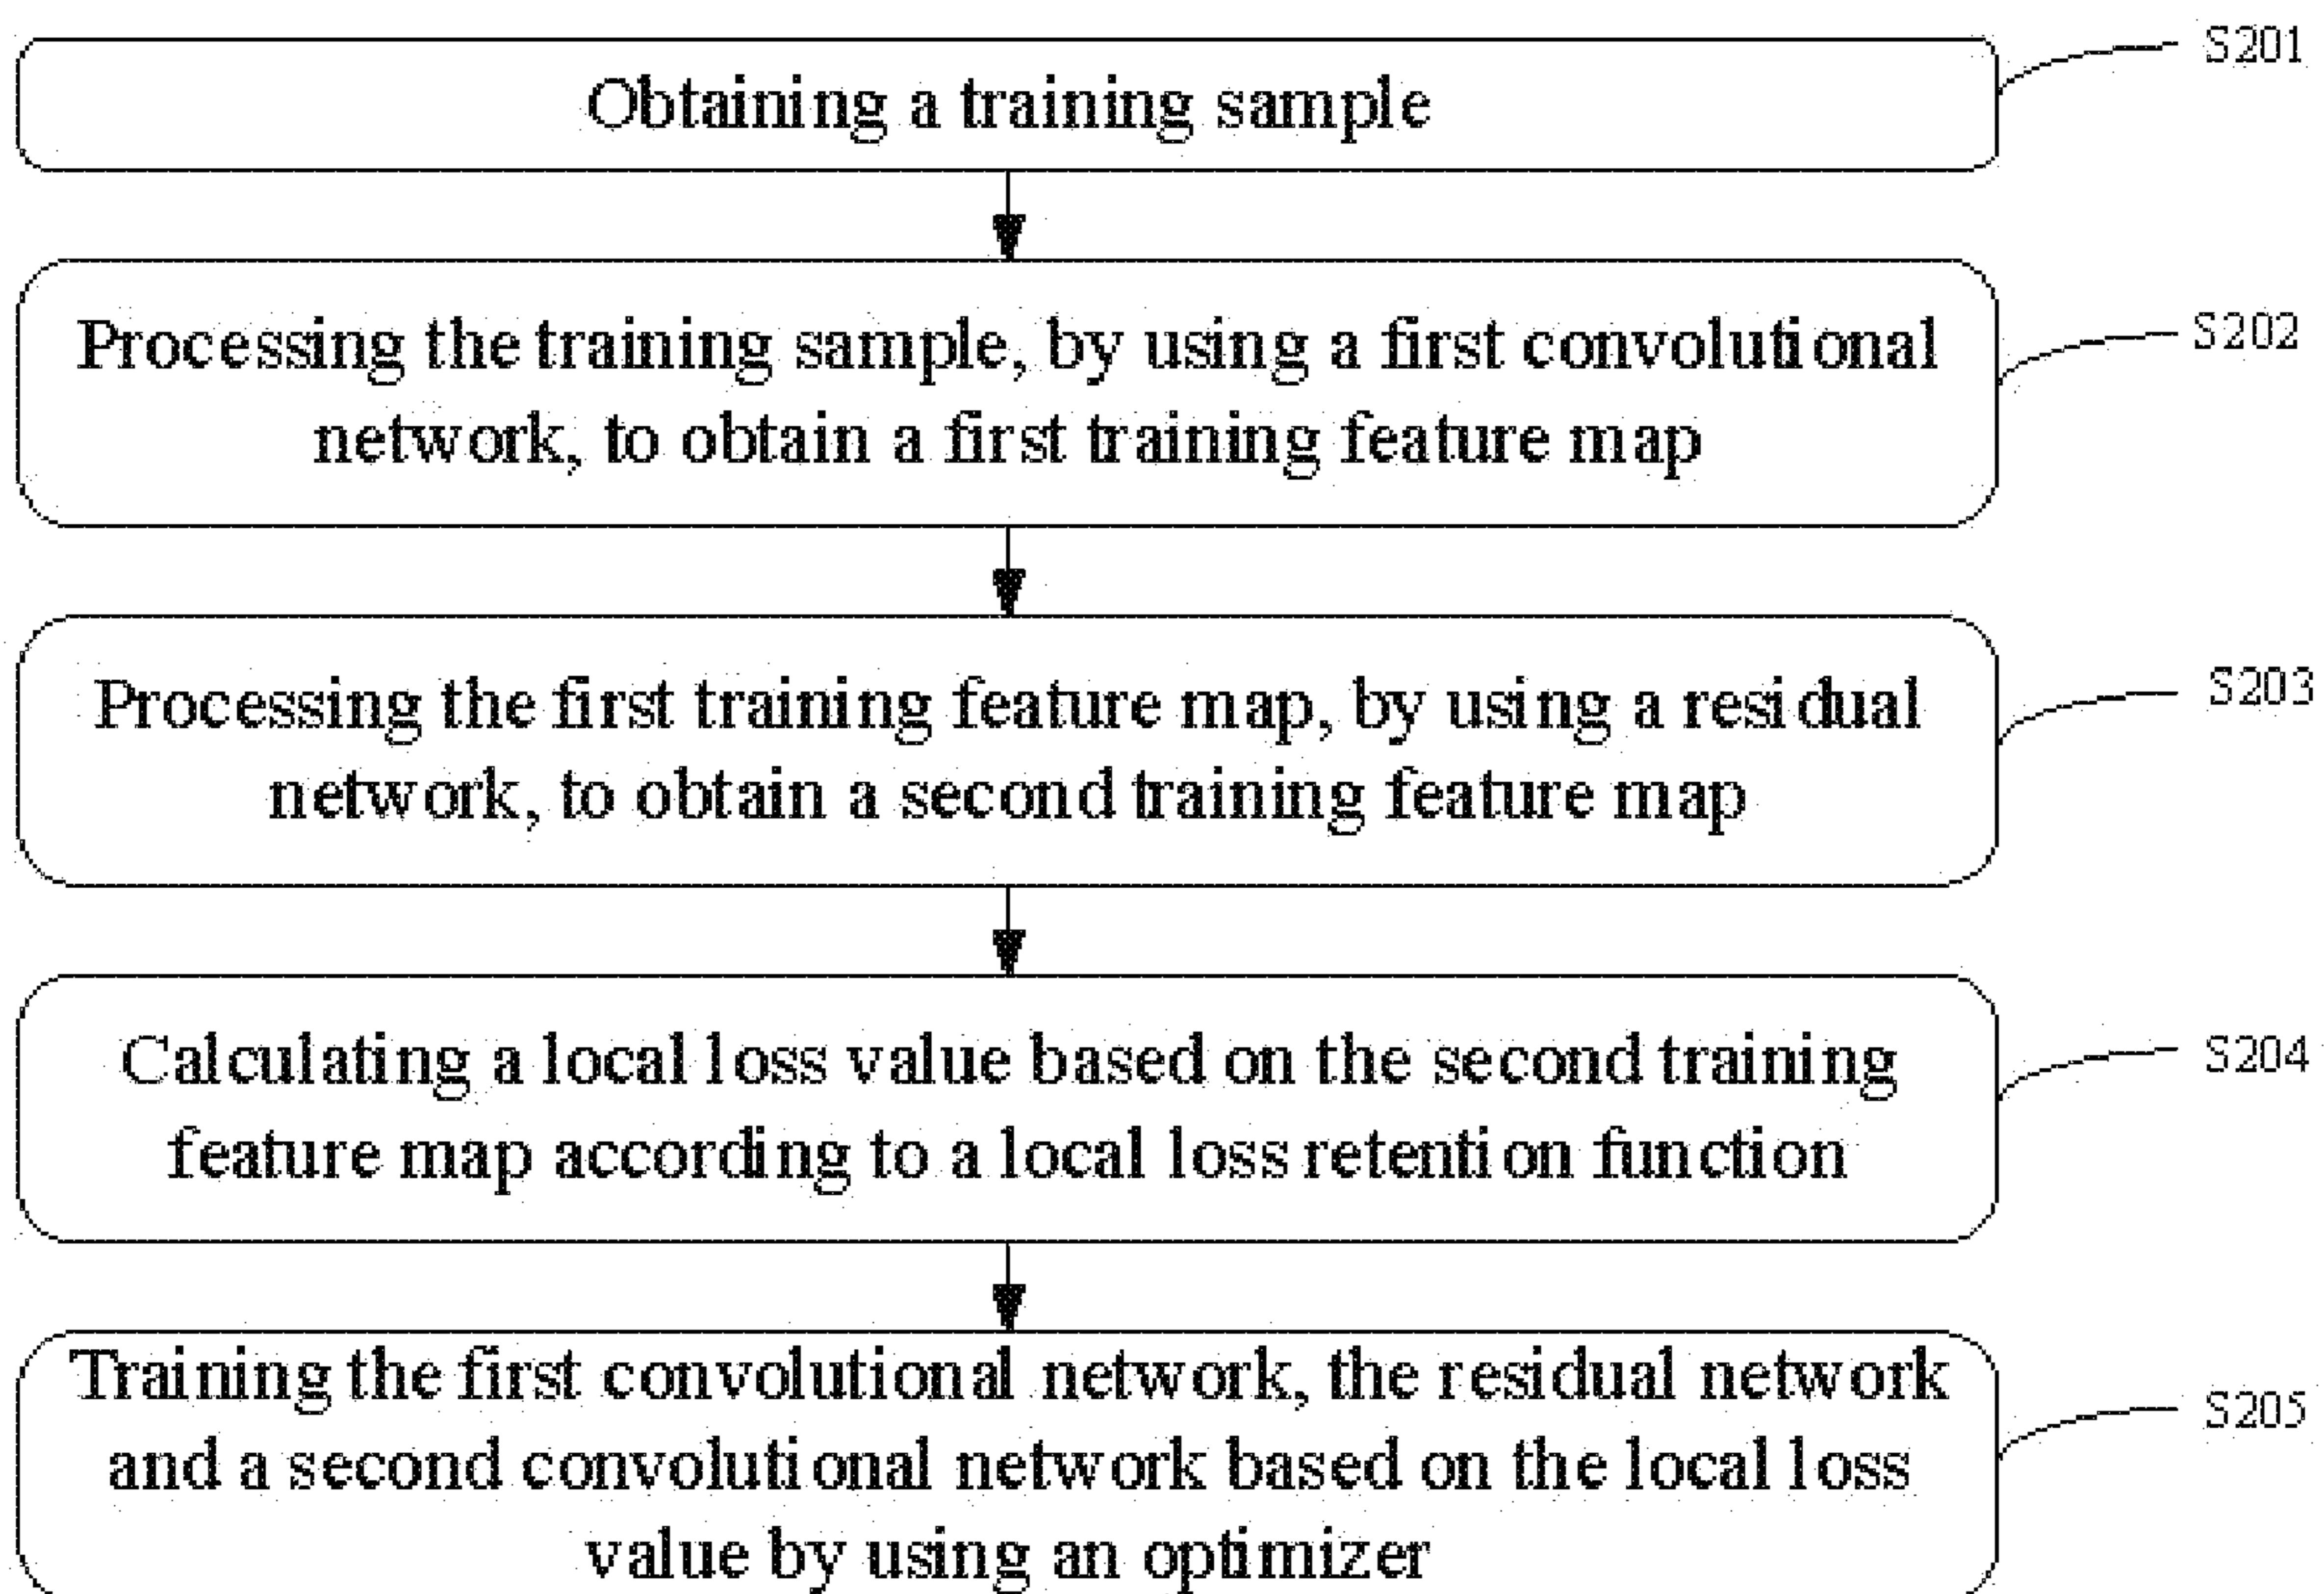 S201
Obtaining a training sample
Processing the training sample, by using a first convolutional
network, to obtain a first training feature map
S202
Processing the first training feature map, by using a residual
network, to obtain a second training feature map
S203
Calculating a local loss value based on the second training
feature map according to a local loss retention function
S204
Training the first convolutional network, the residual network
and a second convolutional network based on the local loss
value by using an optimizer
S205